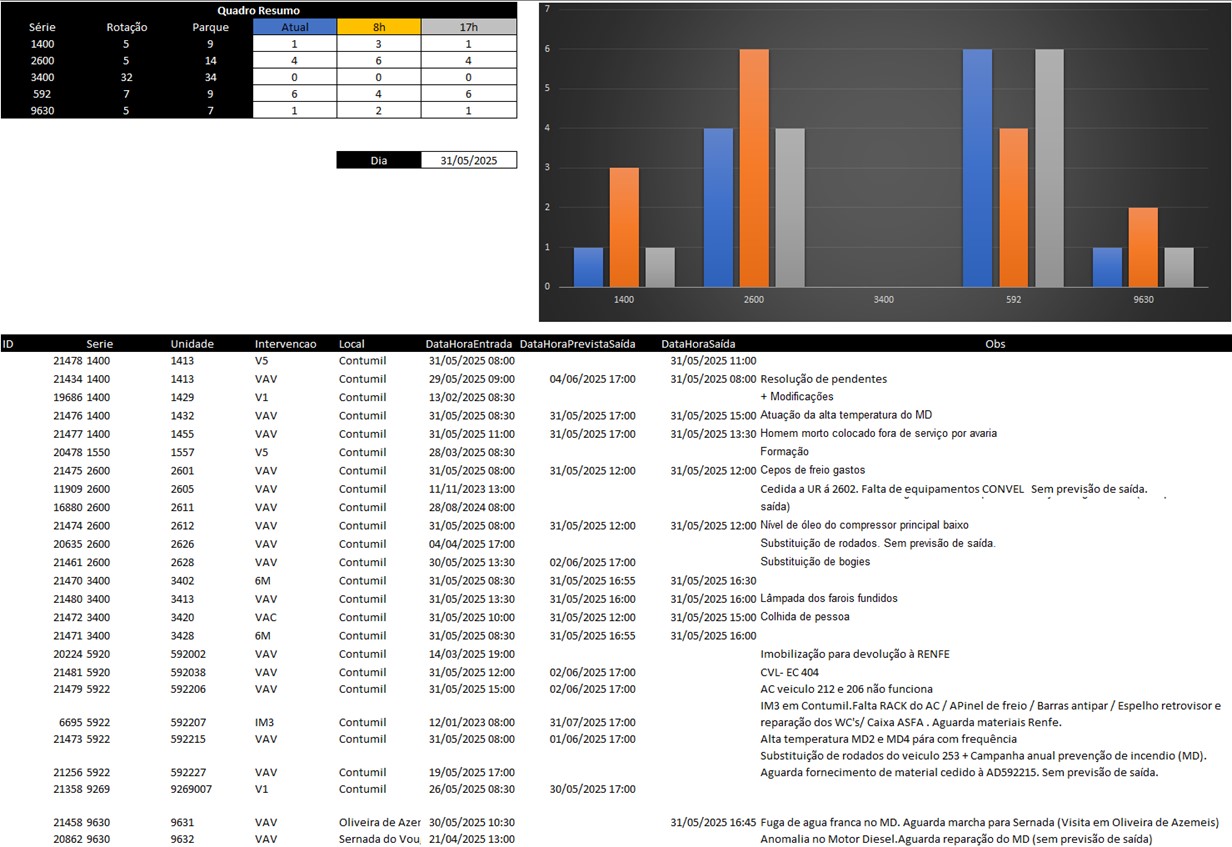 Quadro Resumo
Série Rotação Parque Atual 8h 17h
1400 5 9 1 3 1
2600 5 14 4 6 4
3400 32 34 0 0 0
592 7 9 6 4 6
9630 5 7 1 2 1
Dia 31/05/2025
7
6
5
4
3
2
1
0
1400 2600 3400 592 9630
ID Serie Unidade Intervencao Local DataHoraEntrada DataHoraPrevistaSaída DataHoraSaída Obs
21478 1400 1413 V5 Contumil 31/05/2025 08:00 31/05/2025 11:00
21434 1400 1413 VAV Contumil 29/05/2025 09:00 04/06/2025 17:00 31/05/2025 08:00 Resolução de pendentes
19686 1400 1429 V1 Contumil 13/02/2025 08:30 + Modificações
21476 1400 1432 VAV Contumil 31/05/2025 08:30 31/05/2025 17:00 31/05/2025 15:00 Atuação da alta temperatura do MD
21477 1400 1455 VAV Contumil 31/05/2025 11:00 31/05/2025 17:00 31/05/2025 13:30 Homem morto colocado fora de serviço por avaria
20478 1550 1557 V5 Contumil 28/03/2025 08:30 Formação
21475 2600 2601 VAV Contumil 31/05/2025 08:00 31/05/2025 12:00 31/05/2025 12:00 Cepos de freio gastos
11909 2600 2605 VAV Contumil 11/11/2023 13:00 Cedida a UR á 2602. Falta de equipamentos CONVEL Sem previsão de saída.
16880 2600 2611 VAV Contumil 28/08/2024 08:00 saída)
21474 2600 2612 VAV Contumil 31/05/2025 08:00 31/05/2025 12:00 31/05/2025 12:00 Nível de óleo do compressor principal baixo
20635 2600 2626 VAV Contumil 04/04/2025 17:00 Substituição de rodados. Sem previsão de saída.
21461 2600 2628 VAV Contumil 30/05/2025 13:30 02/06/2025 17:00 Substituição de bogies
21470 3400 3402 6M Contumil 31/05/2025 08:30 31/05/2025 16:55 31/05/2025 16:30
21480 3400 3413 VAV Contumil 31/05/2025 13:30 31/05/2025 16:00 31/05/2025 16:00 Lâmpada dos farois fundidos
21472 3400 3420 VAC Contumil 31/05/2025 10:00 31/05/2025 12:00 31/05/2025 15:00 Colhida de pessoa
21471 3400 3428 6M Contumil 31/05/2025 08:30 31/05/2025 16:55 31/05/2025 16:00
20224 5920 592002 VAV Contumil 14/03/2025 19:00 Imobilização para devolução à RENFE
21481 5920 592038 VAV Contumil 31/05/2025 12:00 02/06/2025 17:00 CVL- EC 404
21479 5922 592206 VAV Contumil 31/05/2025 15:00 02/06/2025 17:00 AC veiculo 212 e 206 não funciona
IM3 em Contumil.Falta RACK do AC / APinel de freio / Barras antipar / Espelho retrovisor e
6695 5922 592207 IM3 Contumil 12/01/2023 08:00 31/07/2025 17:00 reparação dos WC's/ Caixa ASFA . Aguarda materiais Renfe.
21473 5922 592215 VAV Contumil 31/05/2025 08:00 01/06/2025 17:00 Alta temperatura MD2 e MD4 pára com frequência
Substituição de rodados do veiculo 253 + Campanha anual prevenção de incendio (MD).
21256 5922 592227 VAV Contumil 19/05/2025 17:00 Aguarda fornecimento de material cedido à AD592215. Sem previsão de saída.
21358 9269 9269007 V1 Contumil 26/05/2025 08:30 30/05/2025 17:00
21458 9630 9631 VAV Oliveira de Azer 30/05/2025 10:30 31/05/2025 16:45 Fuga de agua franca no MD. Aguarda marcha para Sernada (Visita em Oliveira de Azemeis)
20862 9630 9632 VAV Sernada do Vou 21/04/2025 13:00 Anomalia no Motor Diesel.Aguarda reparação do MD (sem previsão de saída)